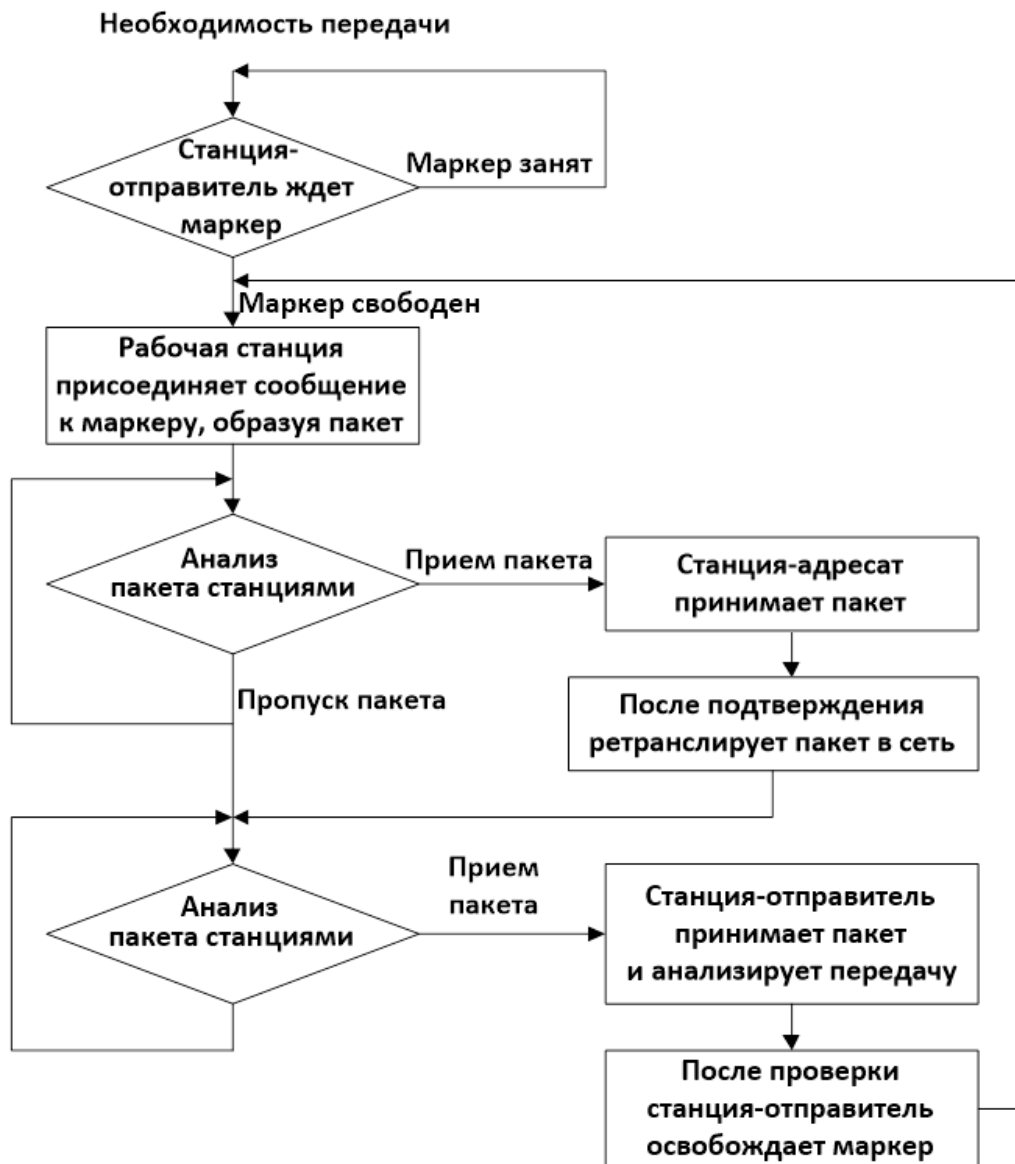 Необходимость передачи
Станция-
отправитель ждет
маркер
Маркер занят
Маркер свободен
Рабочая станция
присоединяет сообщение
к маркеру, образуя пакет
Анализ
пакета станциями
Прием пакета
Станция-адресат
принимает пакет
Пропуск пакета
После подтверждения
ретранслирует пакет в сеть
Анализ
пакета станциями
Прием
пакета
Станция-отправитель
принимает пакет
и анализирует передачу
После проверки
станция-отправитель
освобождает маркер